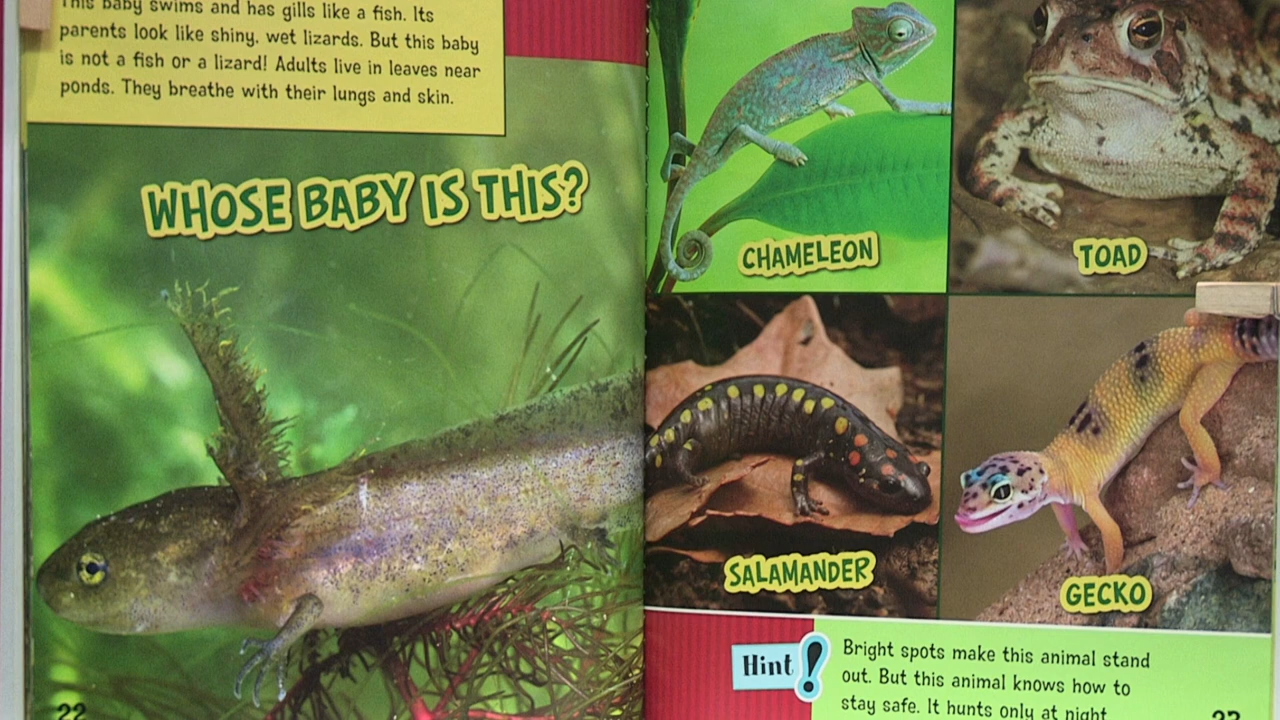 This baby swims and has gills like a fish. Its
parents look like shiny, wet lizards. But this baby
is not a fish or a lizard! Adults live in leaves near
ponds. They breathe with their lungs and skin.
WHOSE BABY IS THIS?
22
CHAMELEON
TOAD
SALAMANDER
GECKO
Hint!
Bright spots make this animal stand
out. But this animal knows how to
stay safe. It hunts only at night
23